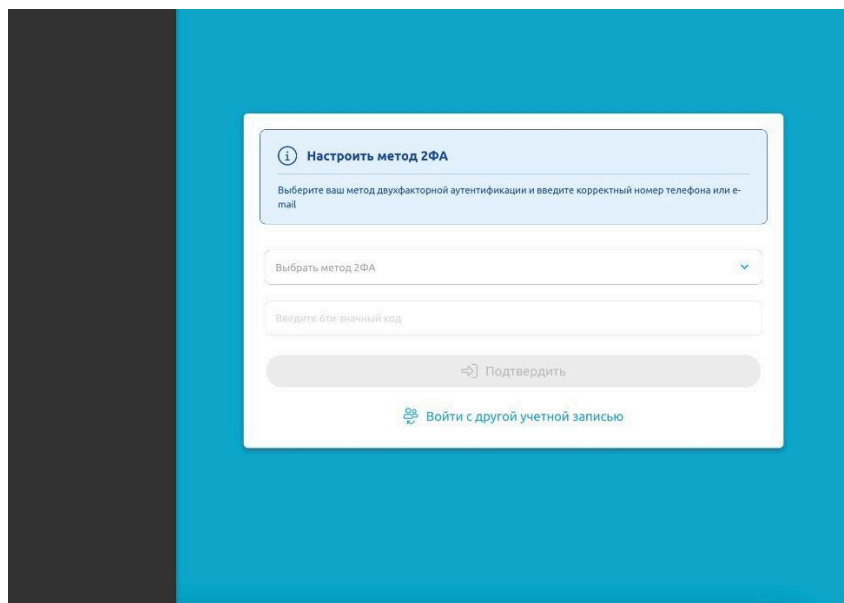 Настроить метод 2ФА
Выберите ваш метод двухфакторной аутентификации и введите корректный номер телефона или e-
mail
Выбрать метод 2ФА
Введите 6ти значный код
Подтвердить
Войти с другой учетной записью